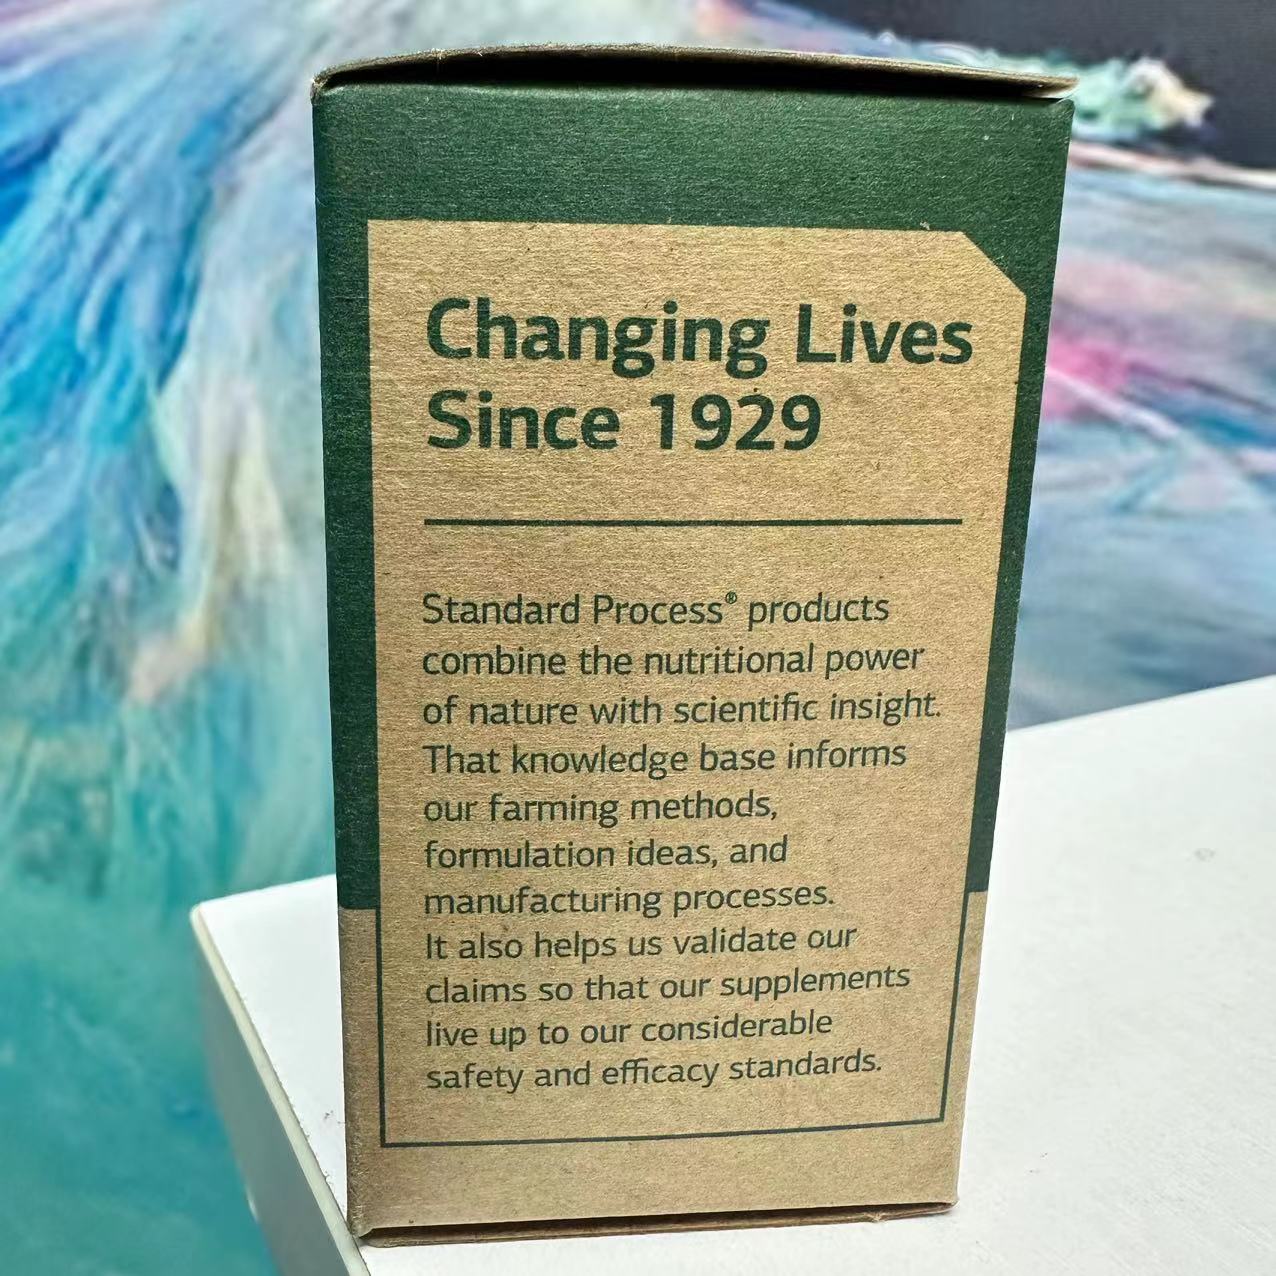 Changing Lives
Since 1929
Standard Process® products
combine the nutritional power
of nature with scientific insight.
That knowledge base informs
our farming methods,
formulation ideas, and
manufacturing processes.
It also helps us validate our
claims so that our supplements
live up to our considerable
safety and efficacy standards.